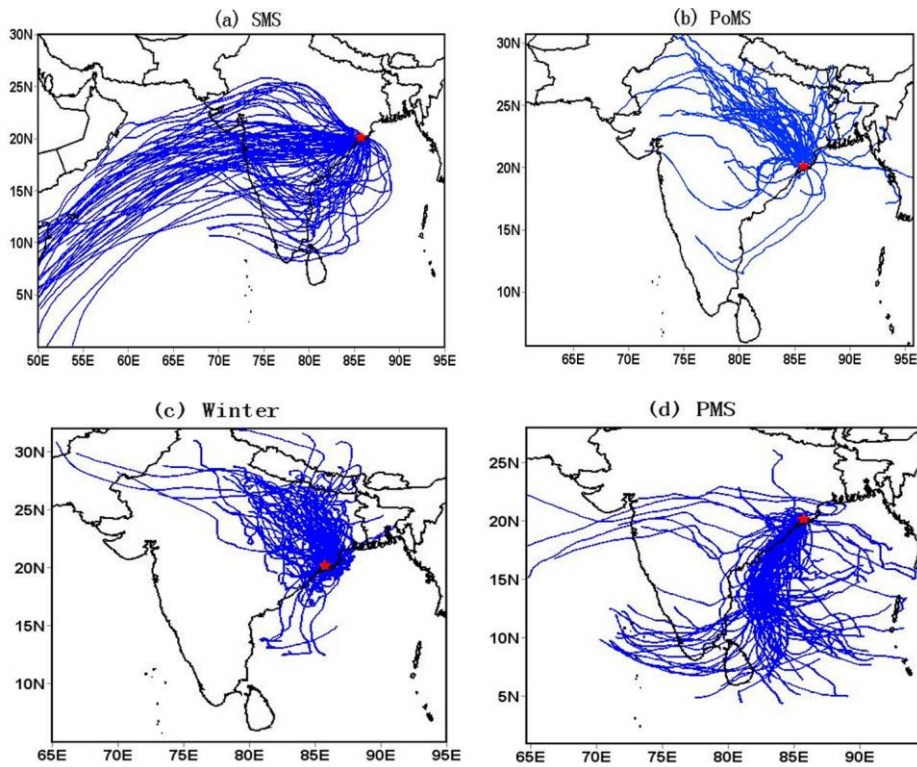 (a) SMS
30N
25N
20N
15N
10N
5N
50E 55E 60E 65E 70E 75E 80E 85E 90E 95E
(b) PoMS
30N
25N
20N
15N
10N
65E 70E 75E 80E 85E 90E 95E
(c) Winter
30N
25N
20N
15N
10N
65E 70E 75E 80E 85E 90E 95E
(d) PMS
25N
20N
15N
10N
5N
65E 70E 75E 80E 85E 90E